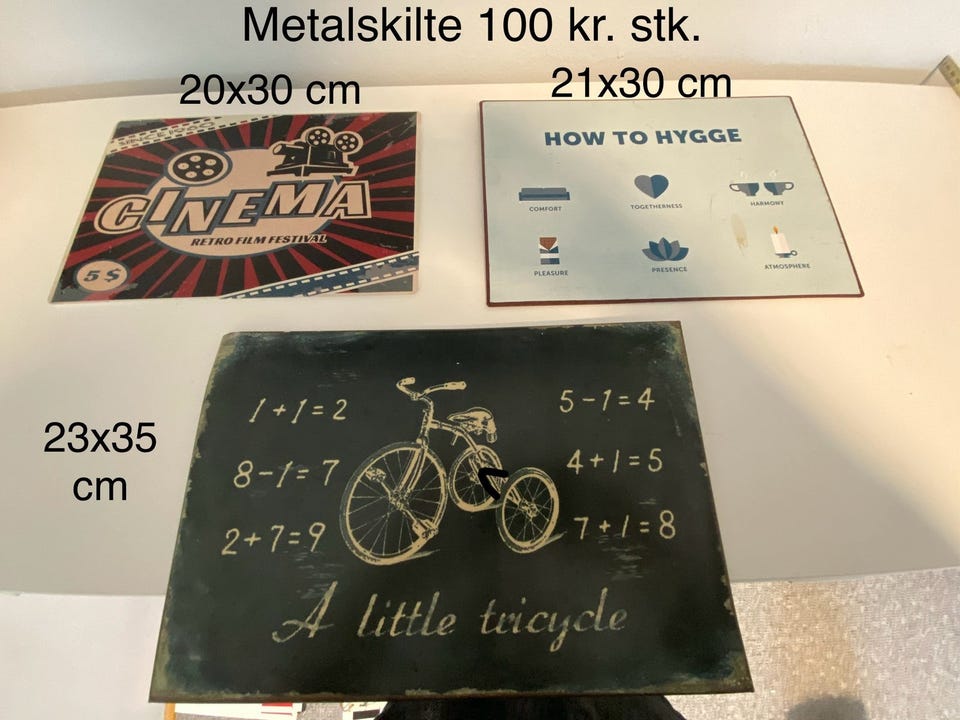 Metalskilte 100 kr. stk.
20x30 cm
21x30 cm
SINCE 1960
CINEMA
RETRO FILM FESTIVAL
5$
HOW TO HYGGE
COMFORT
TOGETHERNESS
HARMONY
PLEASURE
PRESENCE
ATMOSPHERE
23x35
cm
1+1=2
5-1=4
8-1=7
4+1=5
2+7=9
7+1=8
A little tricycle